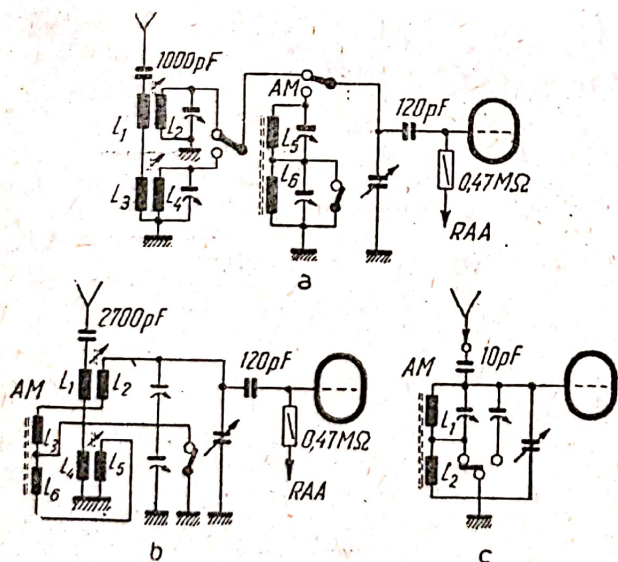 1000pF
l1
l2
l3
l4
AM
l5
l6
120pF
0,47MΩ
RAA
a
2700pF
l1
l2
AM
l3
l4
l5
l6
120pF
0,47MΩ
RAA
b
10pF
AM
l1
l2
c